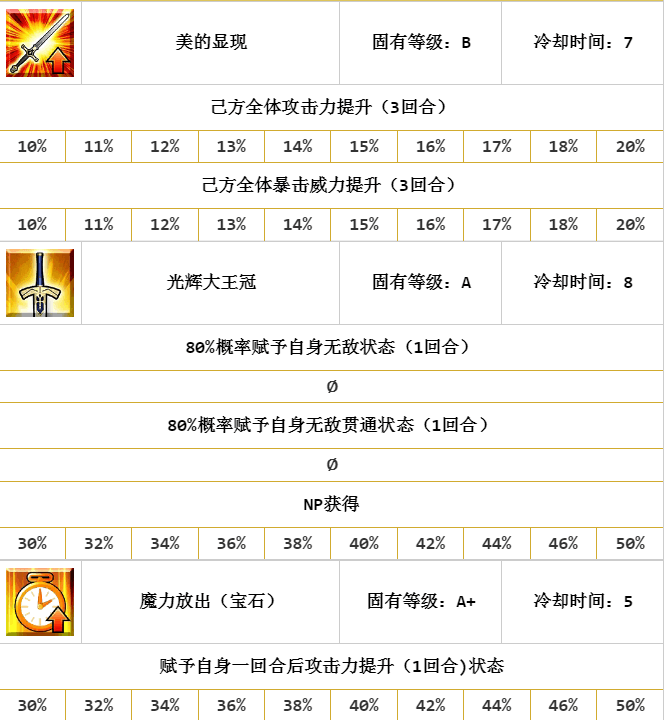 美的显现 固有等级：B 冷却时间：7
己方全体攻击力提升（3回合）
10% 11% 12% 13% 14% 15% 16% 17% 18% 20%
己方全体暴击威力提升（3回合）
10% 11% 12% 13% 14% 15% 16% 17% 18% 20%
光辉大王冠 固有等级：A 冷却时间：8
80%概率赋予自身无敌状态（1回合）
Ø
80%概率赋予自身无敌贯通状态（1回合）
Ø
NP获得
30% 32% 34% 36% 38% 40% 42% 44% 46% 50%
魔力放出（宝石） 固有等级：A+ 冷却时间：5
赋予自身一回合后攻击力提升（1回合)状态
30% 32% 34% 36% 38% 40% 42% 44% 46% 50%